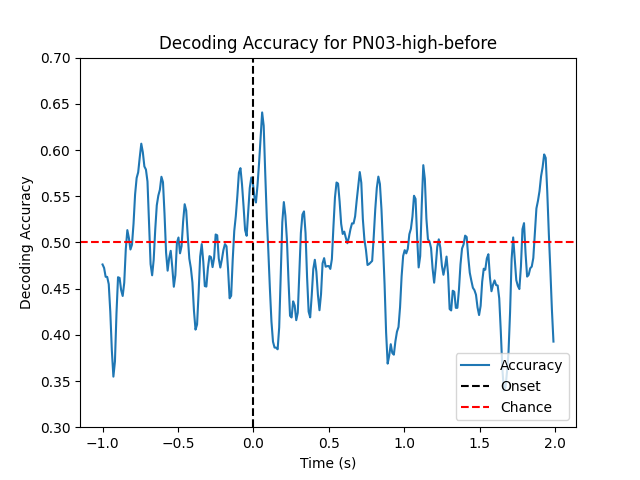 Decoding Accuracy for PN03-high-before
0.70
0.65
0.60
0.55
0.50
0.45
0.40
0.35
0.30
Decoding Accuracy
−1.0 −0.5 0.0 0.5 1.0 1.5 2.0
Time (s)
Accuracy
Onset
Chance